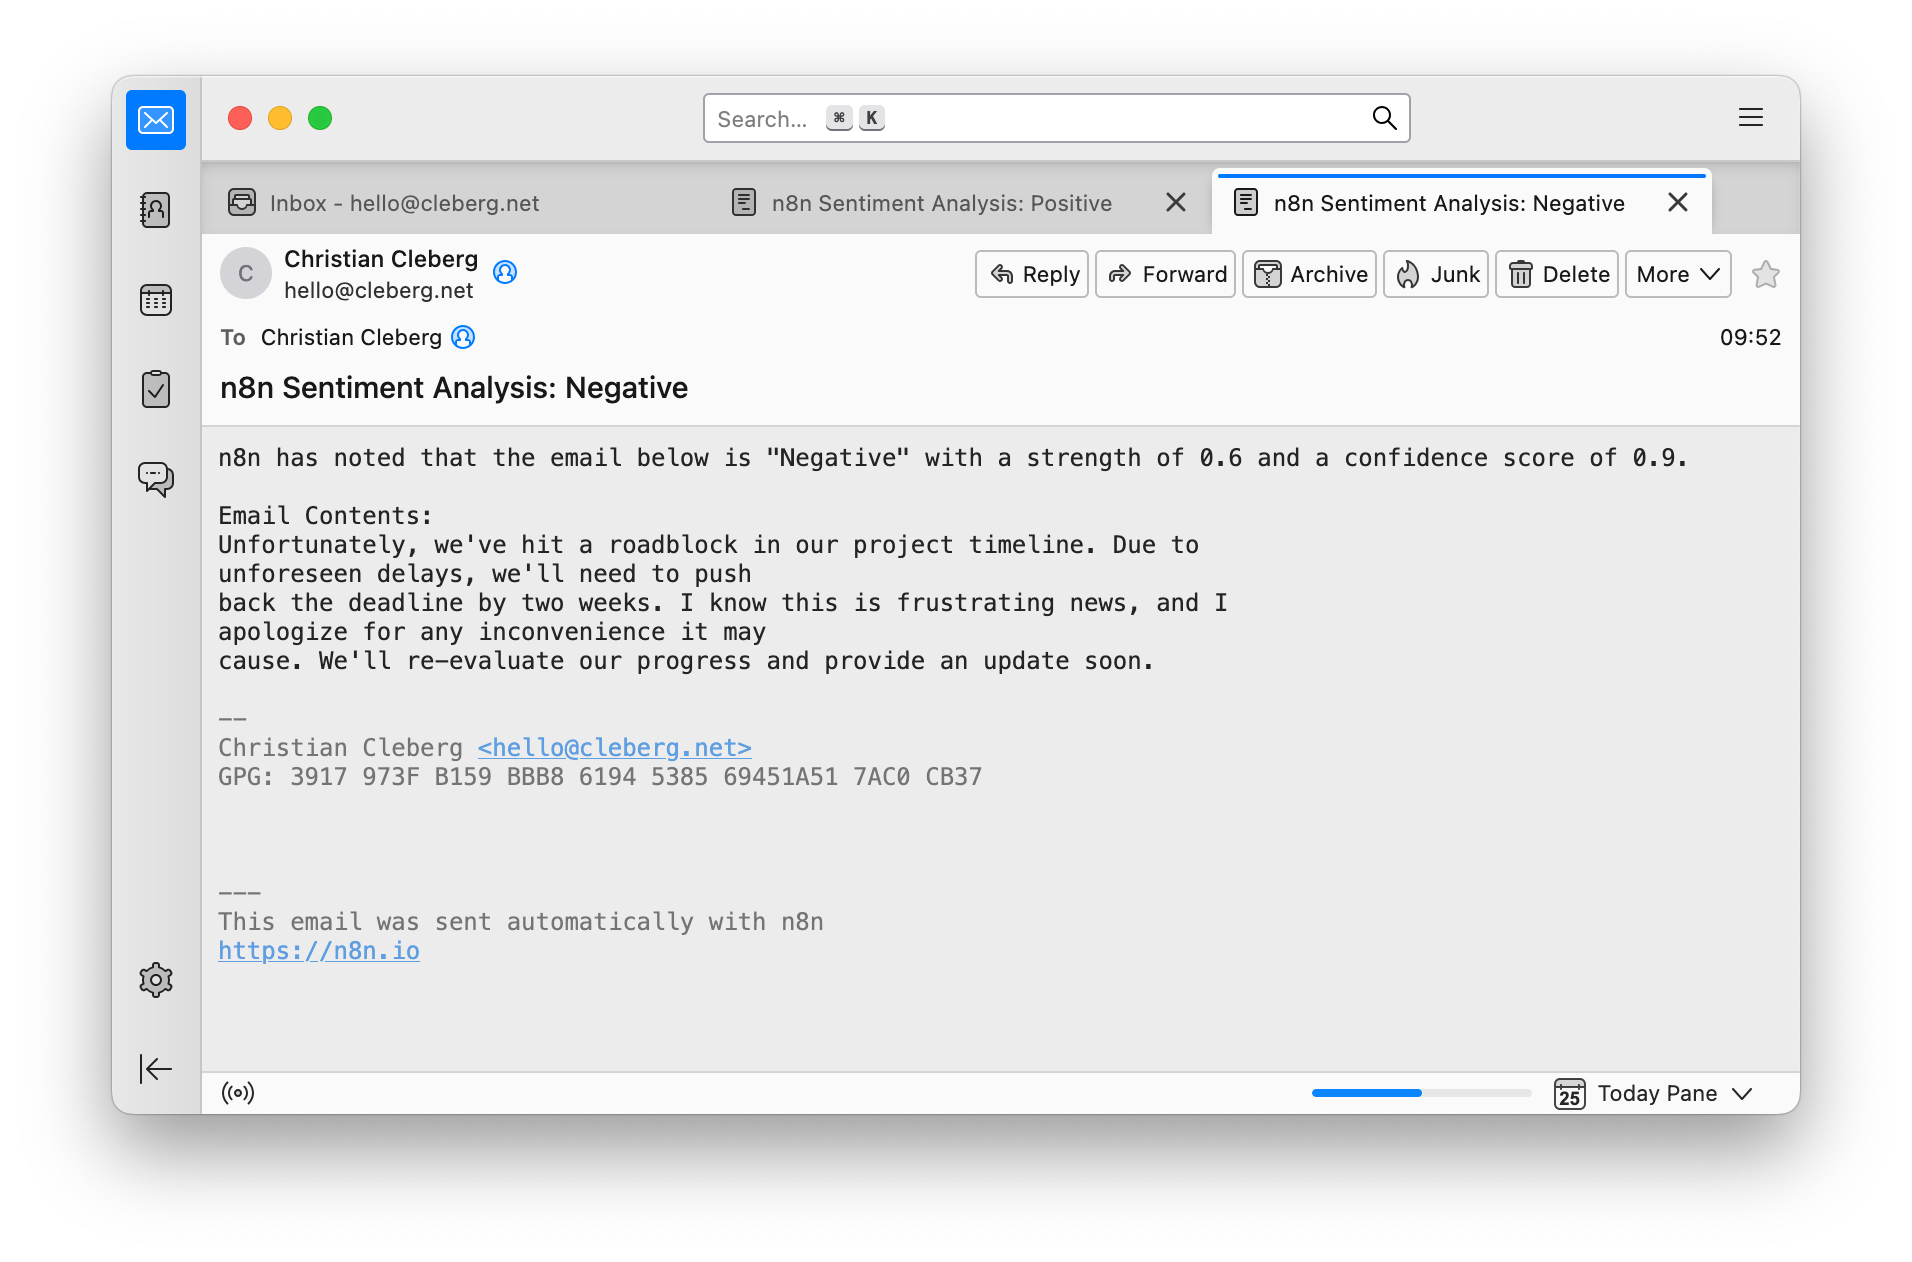 Search... ⌘ K
Inbox - hello@cleberg.net
n8n Sentiment Analysis: Positive
n8n Sentiment Analysis: Negative
C
Christian Cleberg
hello@cleberg.net
Reply
Forward
Archive
Junk
Delete
More
To Christian Cleberg
09:52
n8n Sentiment Analysis: Negative
n8n has noted that the email below is "Negative" with a strength of 0.6 and a confidence score of 0.9.
Email Contents:
Unfortunately, we've hit a roadblock in our project timeline. Due to
unforeseen delays, we'll need to push
back the deadline by two weeks. I know this is frustrating news, and I
apologize for any inconvenience it may
cause. We'll re-evaluate our progress and provide an update soon.
--
Christian Cleberg <hello@cleberg.net>
GPG: 3917 973F B159 BBB8 6194 5385 69451A51 7AC0 CB37
---
This email was sent automatically with n8n
https://n8n.io
25 Today Pane